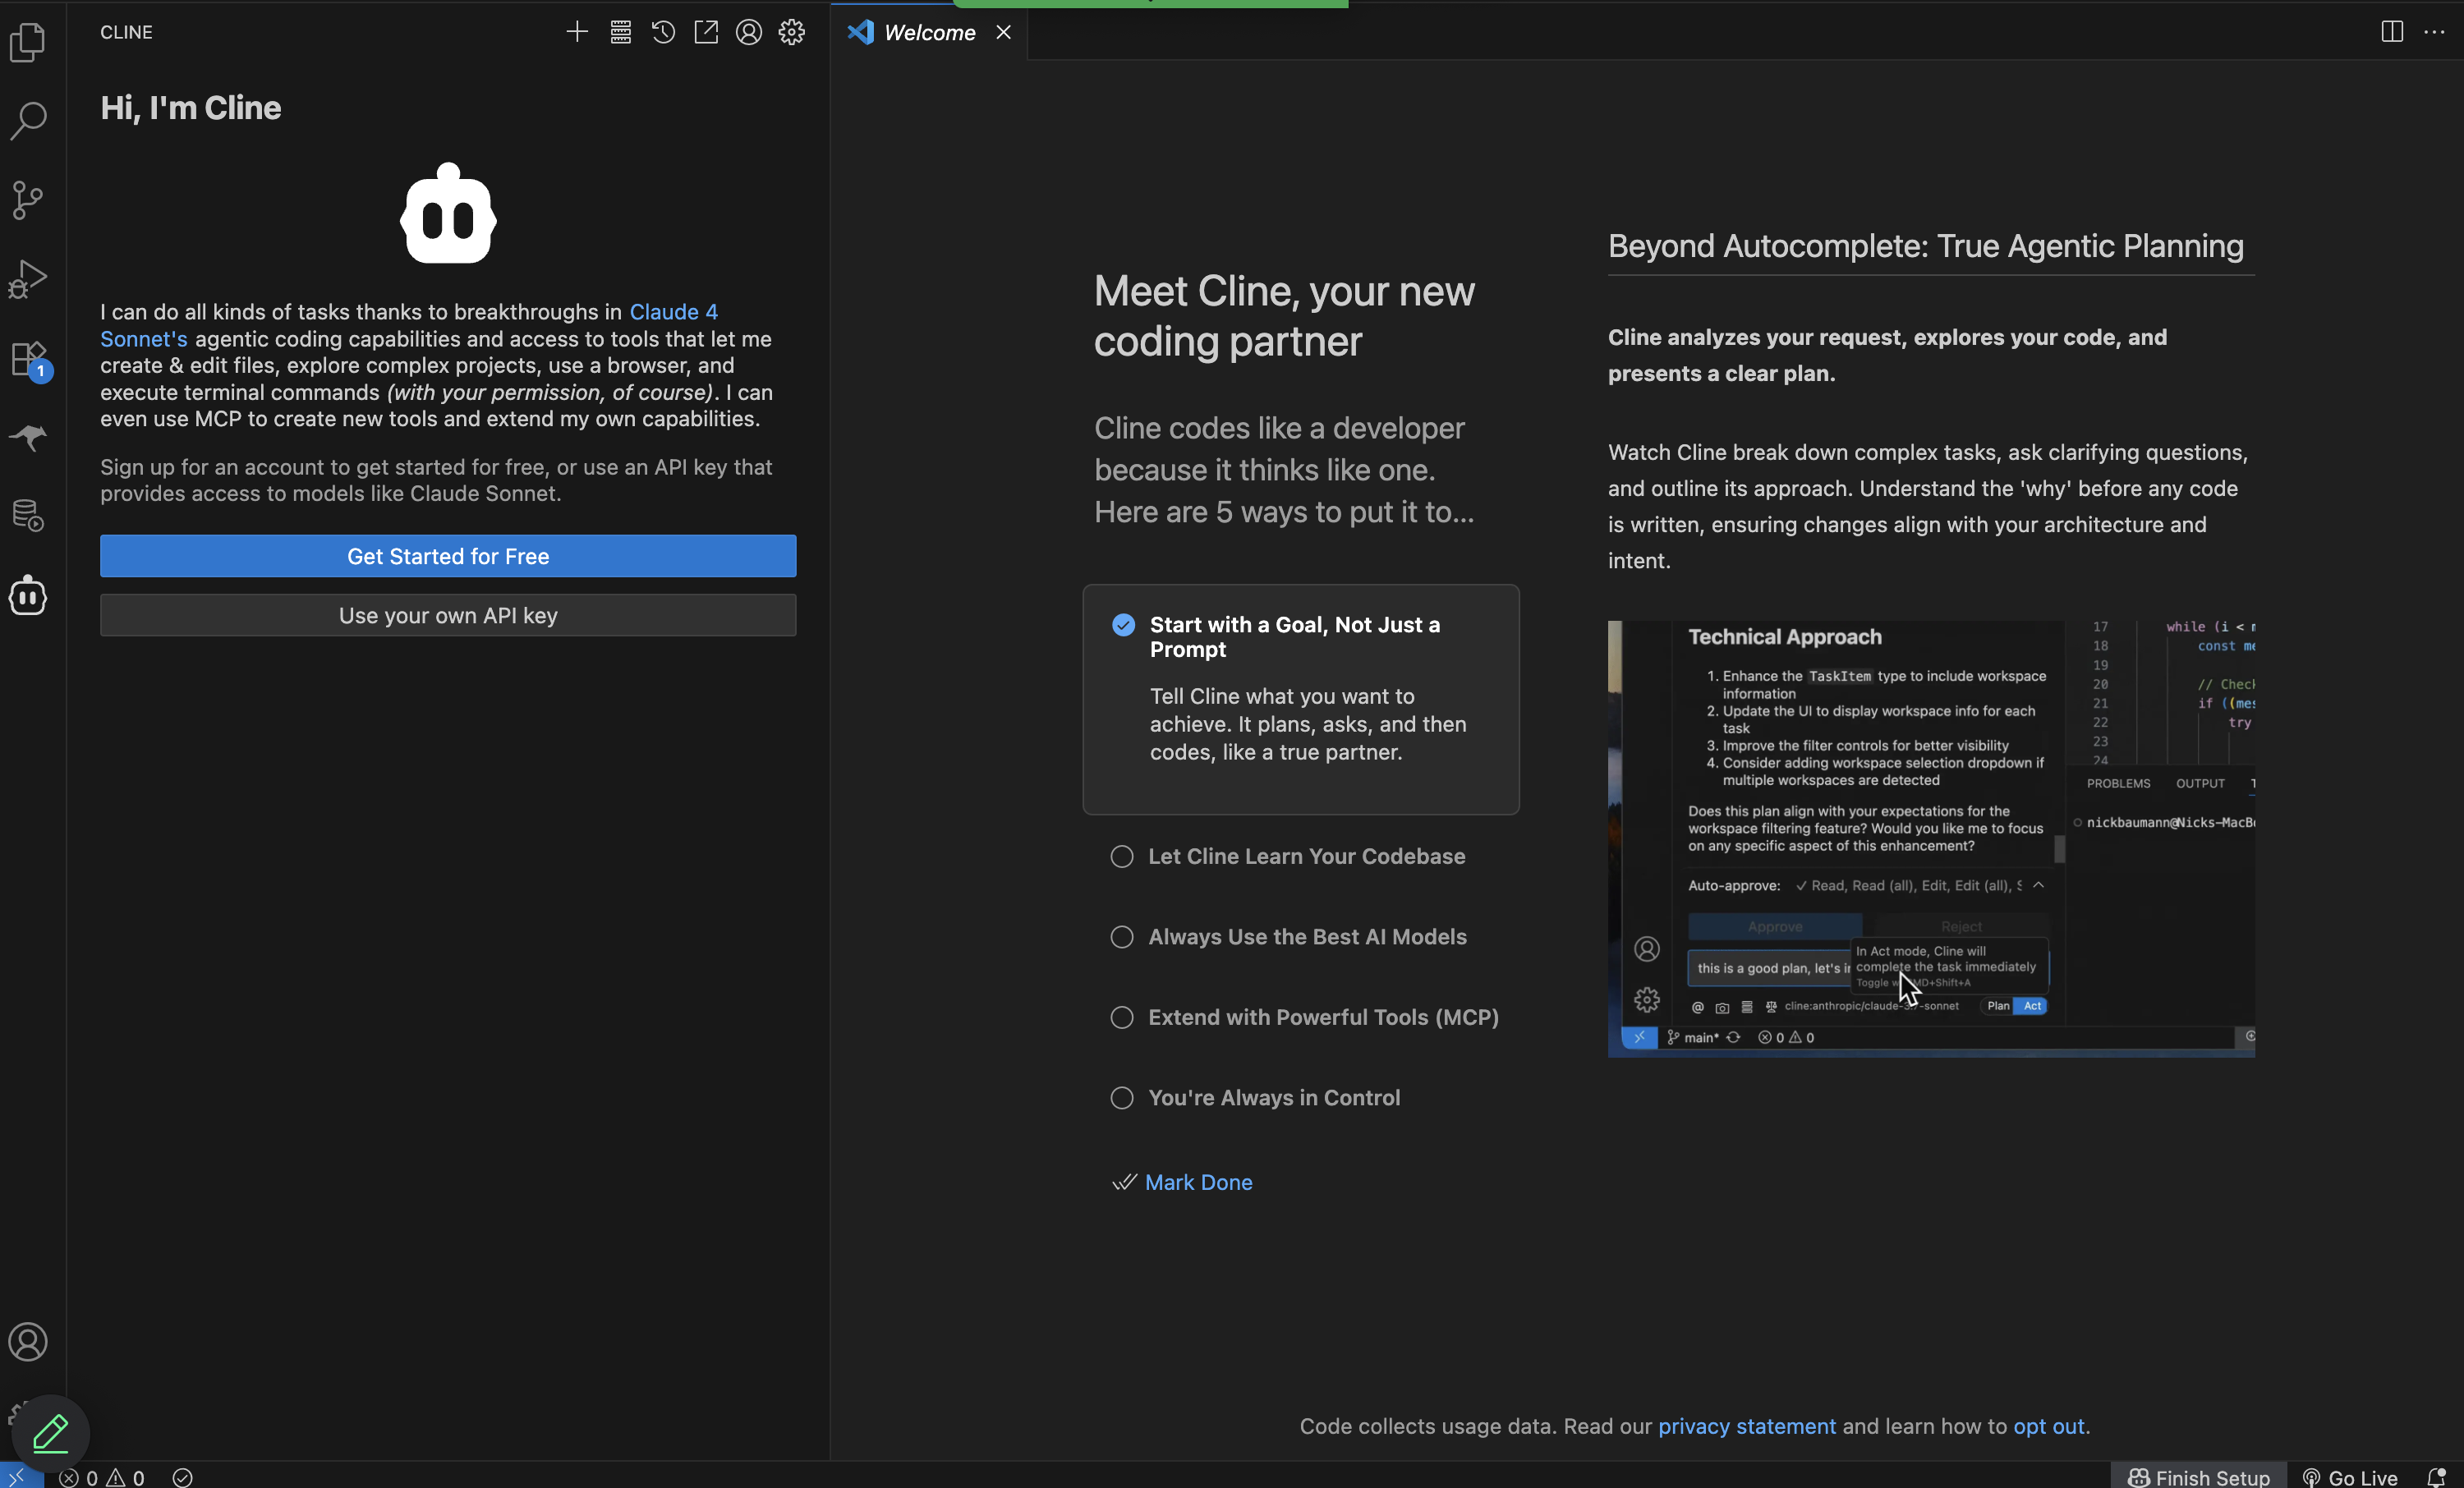 CLINE
Hi, I'm Cline
I can do all kinds of tasks thanks to breakthroughs in Claude 4
Sonnet's agentic coding capabilities and access to tools that let me
create & edit files, explore complex projects, use a browser, and
execute terminal commands (with your permission, of course). I can
even use MCP to create new tools and extend my own capabilities.
Sign up for an account to get started for free, or use an API key that
provides access to models like Claude Sonnet.
Get Started for Free
Use your own API key
1
Welcome
Meet Cline, your new
coding partner
Cline codes like a developer
because it thinks like one.
Here are 5 ways to put it to...
Start with a Goal, Not Just a
Prompt
Tell Cline what you want to
achieve. It plans, asks, and then
codes, like a true partner.
Let Cline Learn Your Codebase
Always Use the Best AI Models
Extend with Powerful Tools (MCP)
You're Always in Control
Mark Done
Beyond Autocomplete: True Agentic Planning
Cline analyzes your request, explores your code, and
presents a clear plan.
Watch Cline break down complex tasks, ask clarifying questions,
and outline its approach. Understand the 'why' before any code
is written, ensuring changes align with your architecture and
intent.
Technical Approach
1. Enhance the TaskItem type to include workspace
information
2. Update the UI to display workspace info for each
task
3. Improve the filter controls for better visibility
4. Consider adding workspace selection dropdown if
multiple workspaces are detected
Does this plan align with your expectations for the
workspace filtering feature? Would you like me to focus
on any specific aspect of this enhancement?
Auto-approve: ✓ Read, Read (all), Edit, Edit (all),
Approve
Reject
this is a good plan, let's
In Act mode, Cline will
complete the task immediately
Toggle MD+Shift+A
@ cline:anthropic/claude-3.7-sonnet
Plan Act
main* 0 0
17 while (i <
18 const
19
20 //
21 if
22 try
23
24
PROBLEMS OUTPUT
nickbaumann@Nicks-MacB
Code collects usage data. Read our privacy statement and learn how to opt out.
0 0
Finish Setup Go Live